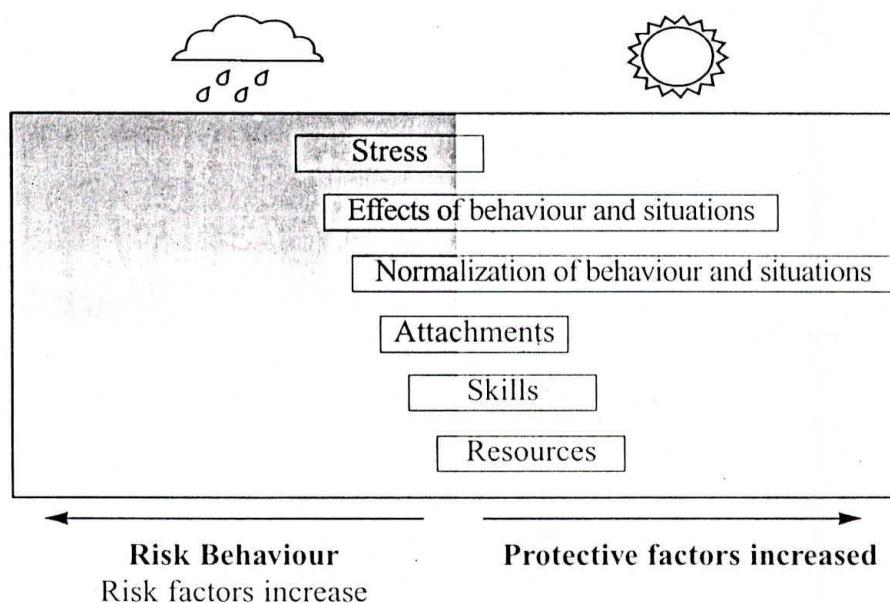 Stress
Effects of behaviour and situations
Normalization of behaviour and situations
Attachments
Skills
Resources
Risk Behaviour
Risk factors increase
Protective factors increased